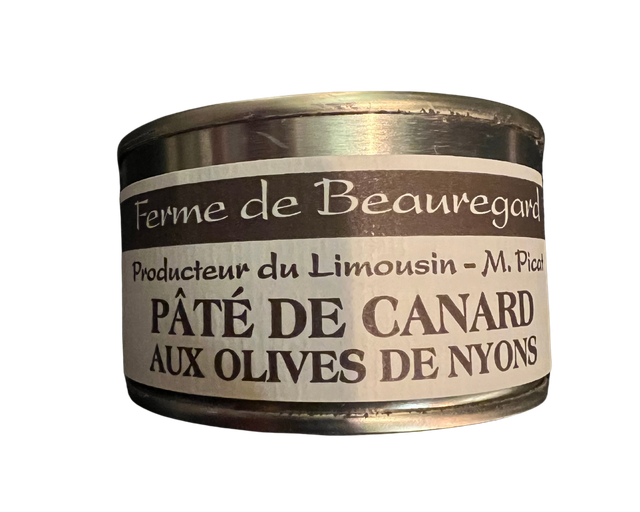 Ferme de Beauregard
Producteur du Limousin - M. Picat
PÂTÉ DE CANARD
AUX OLIVES DE NYONS